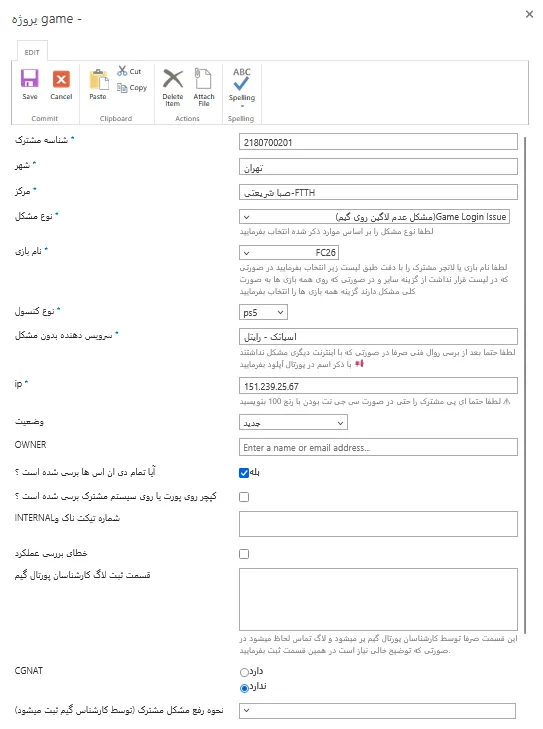 پروژه game -
EDIT
Save
Cancel
Paste
Cut
Copy
Delete Item
Attach File
ABC
Spelling
Commit
Clipboard
Actions
Spelling
شناسه مشترک *
2180700201
شهر *
تهران
مرکز *
صبا شریعتی-FTTH
نوع مشکل *
Game Login Issue(مشکل عدم لاگین روی گیم)
لطفا نوع مشکل را بر اساس موارد ذکر شده انتخاب بفرمایید
نام بازی *
FC26
لطفا نام بازی یا لانچر مشترک را با دقت طبق لیست زیر انتخاب بفرمایید در صورتی
که در لیست قرار نداشت از گزینه سایر و در صورتی که روی همه بازی ها به صورت
کلی مشکل دارند گزینه همه بازی ها را انتخاب بفرمایید
نوع کنسول *
ps5
سرویس دهنده بدون مشکل *
آسیاتک - رایتل
لطفا حتما بعد از برسی روال فنی صرفا در صورتی که با اینترنت دیگری مشکل نداشتند
با ذکر اسم در پورتال آپلود بفرمایید
ip *
151.239.25.67
⚠ لطفا حتما ای پی مشترک را حتی در صورت سی جی نت بودن با رنج 100 بنویسید
وضعیت
جدید
OWNER
Enter a name or email address...
آیا تمام دی ان اس ها برسی شده است ؟
بله
کپچر روی پورت یا روی سیستم مشترک برسی شده است ؟
شماره تیکت ناک وINTERNAL
خطای بررسی عملکرد
قسمت ثبت لاگ کارشناسان پورتال گیم
این قسمت صرفا توسط کارشناسان پورتال گیم پر میشود و لاگ تماس لحاظ میشود در
صورتی که توضیح خالی نیاز است در همین قسمت ثبت بفرمایید.
CGNAT
دارد
ندارد
نحوه رفع مشکل مشترک (توسط کارشناس گیم ثبت میشود)